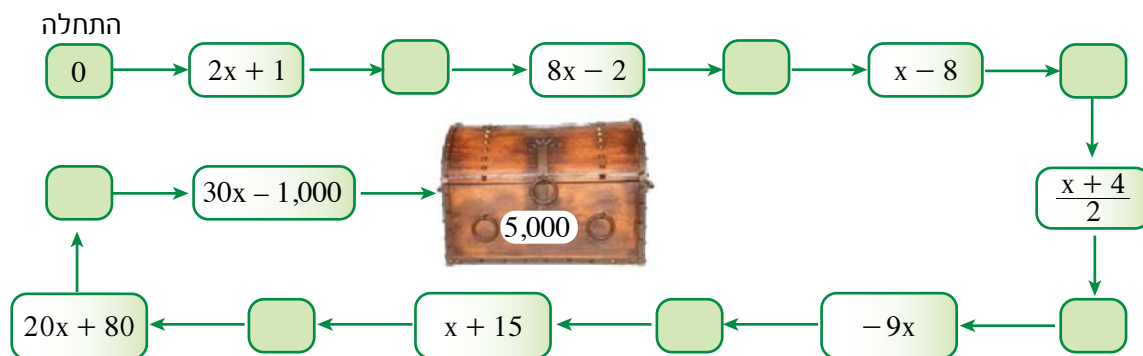 התחלה
0
2x + 1
8x – 2
x – 8
x + 4
2
–9x
x + 15
20x + 80
30x – 1,000
5,000